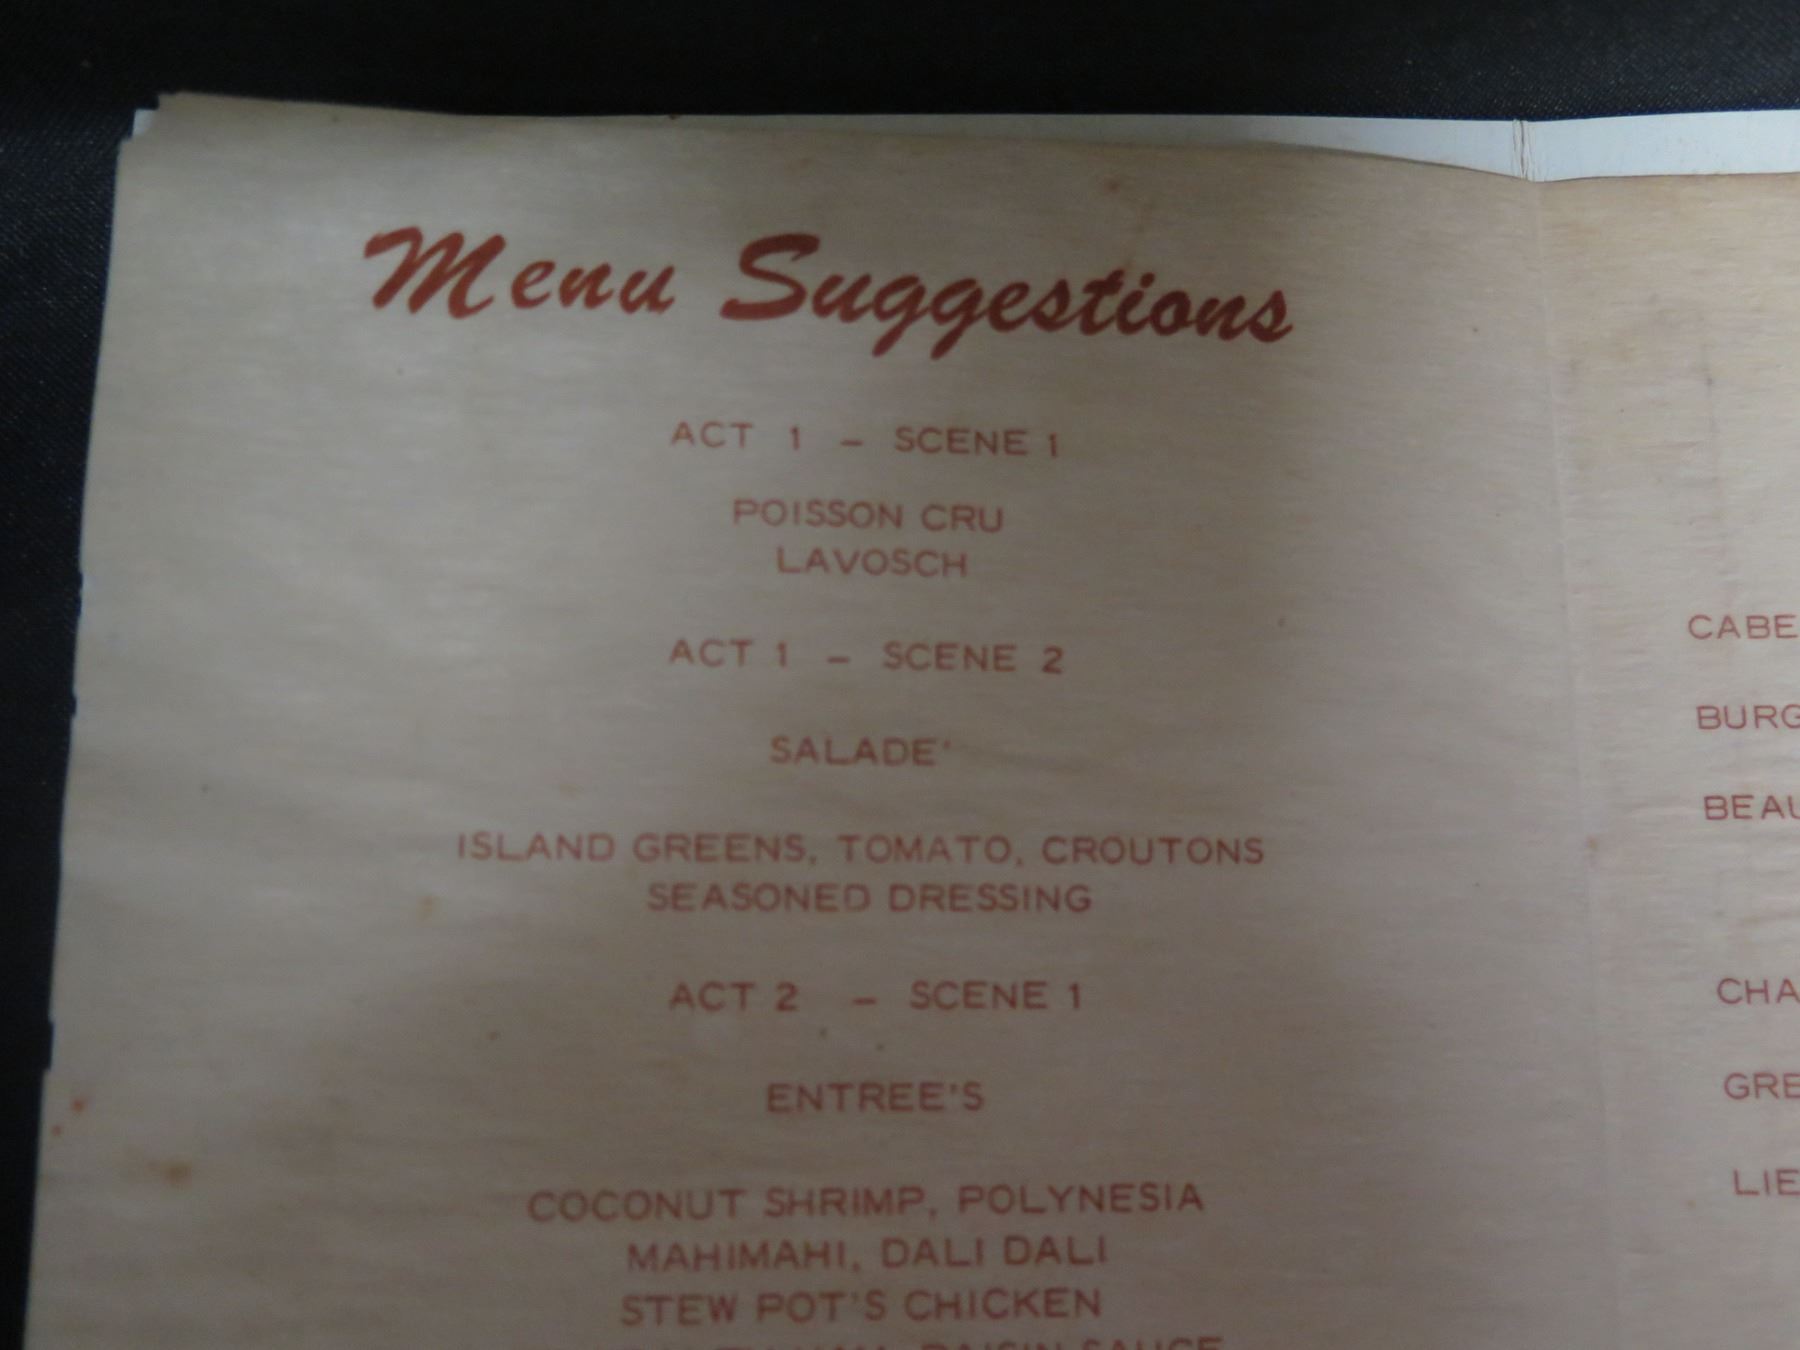 Menu Suggestions
ACT 1 - SCENE 1
POISSON CRU
LAVOSCH
ACT 1 - SCENE 2
SALADE'
ISLAND GREENS, TOMATO, CROUTONS
SEASONED DRESSING
ACT 2 - SCENE 1
ENTREE'S
COCONUT SHRIMP, POLYNESIA
MAHIMAHI, DALI DALI
STEW POT'S CHICKEN
RAISIN SAUCE
CABE
BURG
BEAU
CHA
GRE
LIE